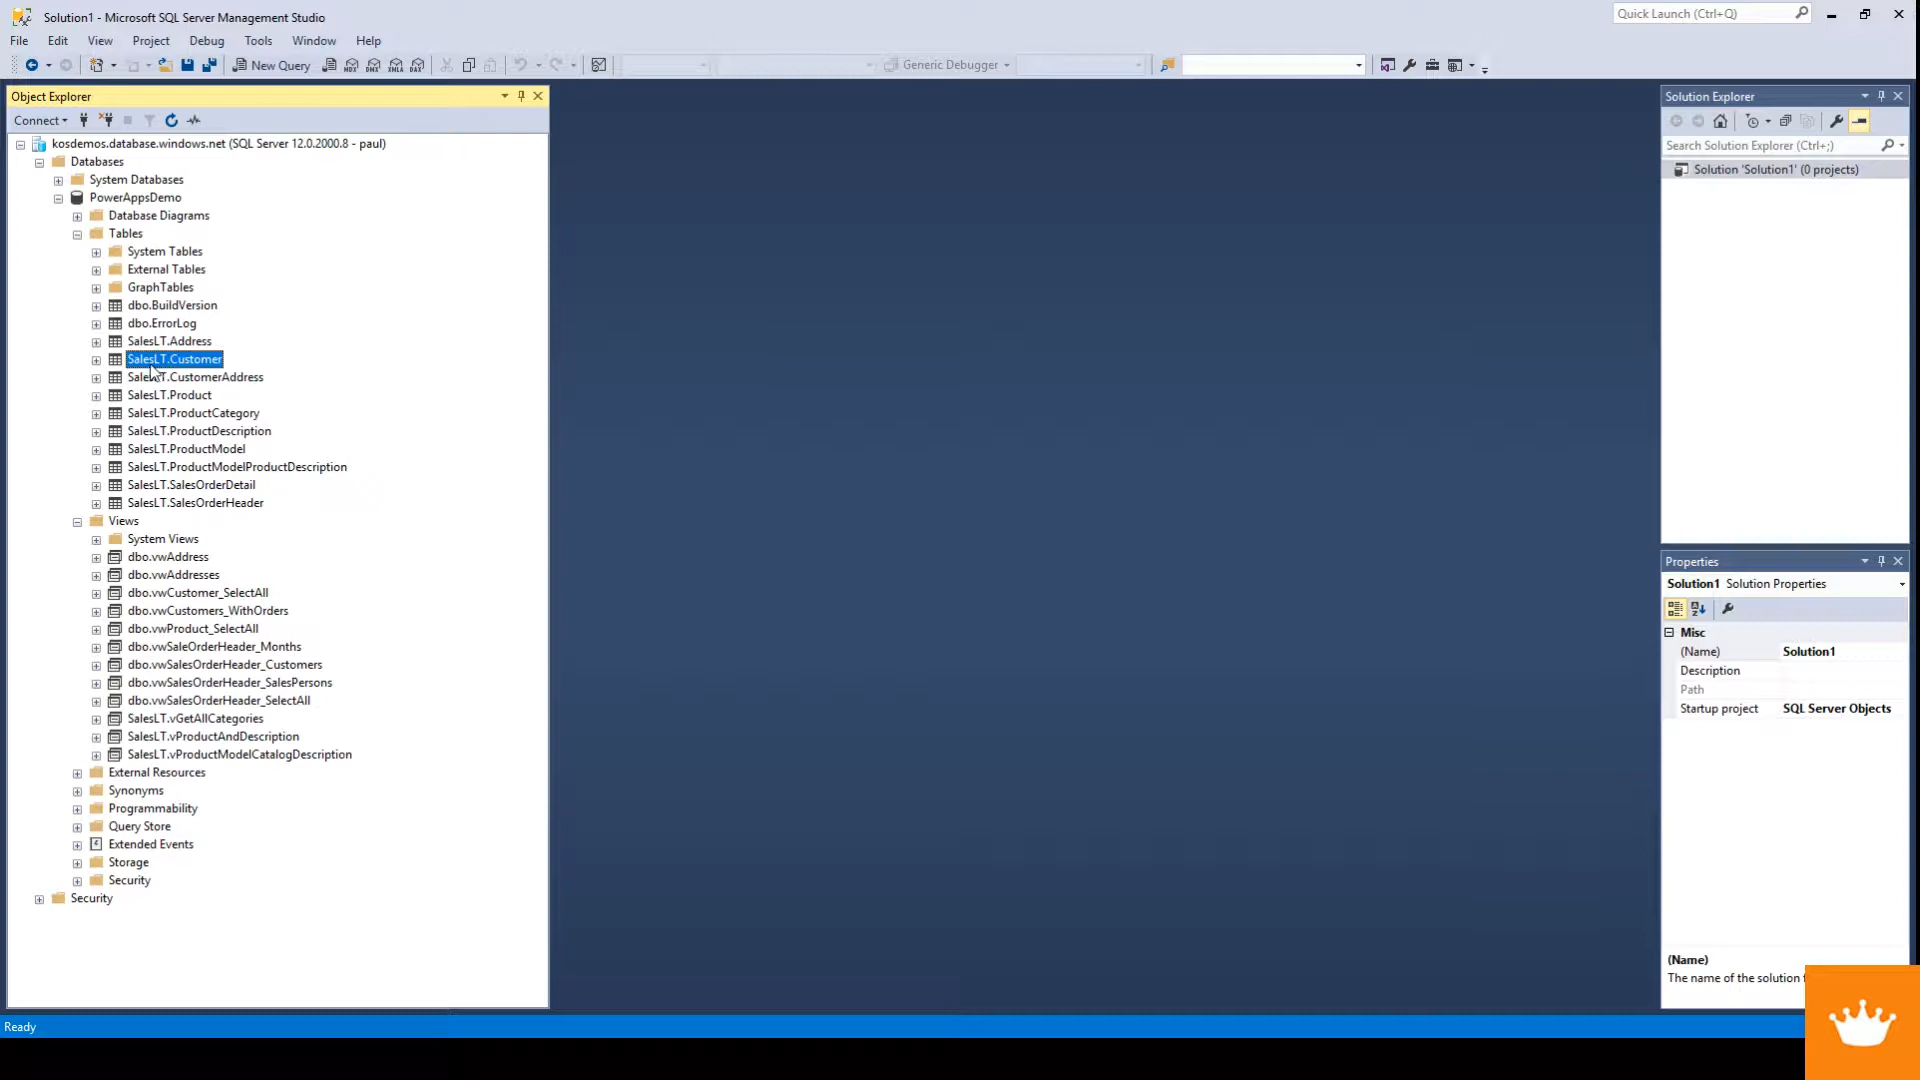 Solution1 - Microsoft SQL Server Management Studio
Quick Launch (Ctrl+Q)
File Edit View Project Debug Tools Window Help
New Query
MDX DMX XMLA DAX
Generic Debugger
Object Explorer
Connect
kosdemos.database.windows.net (SQL Server 12.0.2000.8 - paul)
Databases
System Databases
PowerAppsDemo
Database Diagrams
Tables
System Tables
External Tables
GraphTables
dbo.BuildVersion
dbo.ErrorLog
SalesLT.Address
SalesLT.Customer
SalesLT.CustomerAddress
SalesLT.Product
SalesLT.ProductCategory
SalesLT.ProductDescription
SalesLT.ProductModel
SalesLT.ProductModelProductDescription
SalesLT.SalesOrderDetail
SalesLT.SalesOrderHeader
Views
System Views
dbo.vwAddress
dbo.vwAddresses
dbo.vwCustomer_SelectAll
dbo.vwCustomers_WithOrders
dbo.vwProduct_SelectAll
dbo.vwSaleOrderHeader_Months
dbo.vwSalesOrderHeader_Customers
dbo.vwSalesOrderHeader_SalesPersons
dbo.vwSalesOrderHeader_SelectAll
SalesLT.vGetAllCategories
SalesLT.vProductAndDescription
SalesLT.vProductModelCatalogDescription
External Resources
Synonyms
Programmability
Query Store
Extended Events
Storage
Security
Security
Solution Explorer
Search Solution Explorer (Ctrl+;)
Solution 'Solution1' (0 projects)
Properties
Solution1 Solution Properties
Misc
(Name) Solution1
Description
Path
Startup project SQL Server Objects
(Name)
The name of the solution
Ready